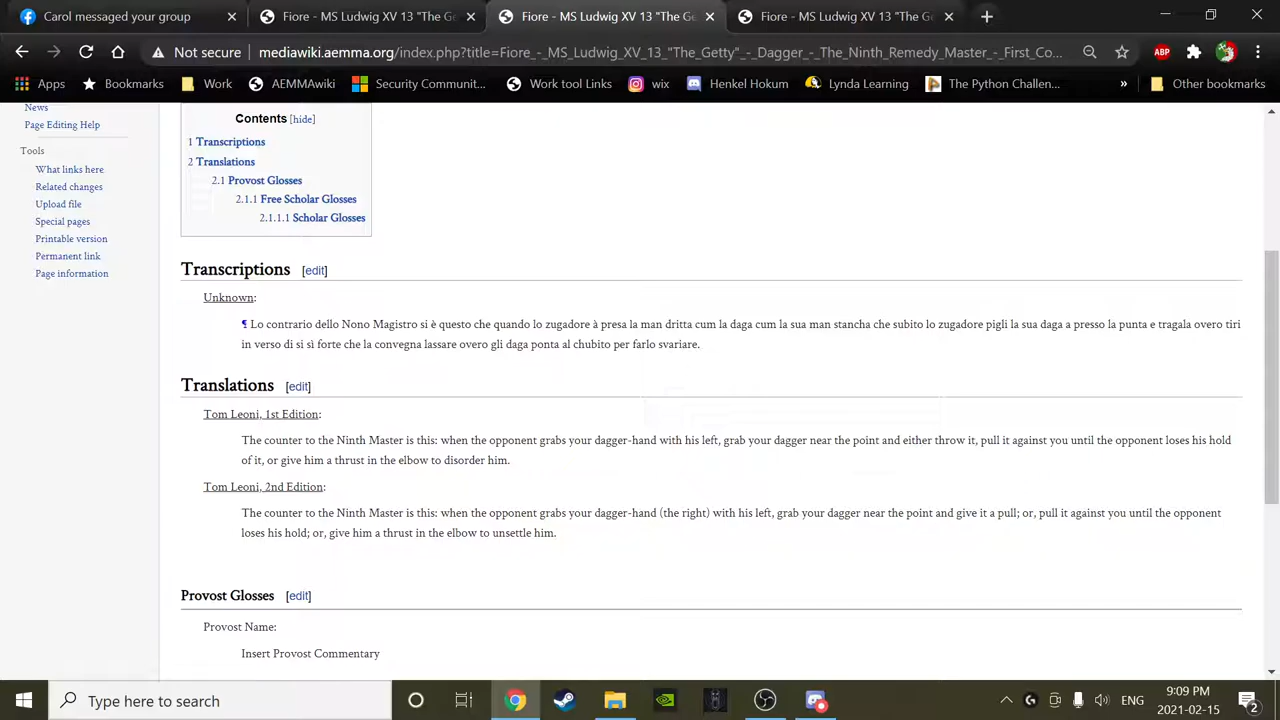 Carol messaged your group
Fiore - MS Ludwig XV 13 "The G
Fiore - MS Ludwig XV 13 "The Ge
Fiore - MS Ludwig XV 13 "The G
Not secure
mediawiki.aemma.org/index.php?title=Fiore_-_MS_Ludwig_XV_13_"The_Getty"_-_Dagger_-_The_Ninth_Remedy_Master_-_First_Co...
ABP
Apps
Bookmarks
Work
AEMMAwiki
Security Communit...
Work tool Links
wix
Henkel Hokum
Lynda Learning
The Python Challen...
»
Other bookmarks
News
Page Editing Help
Tools
What links here
Related changes
Upload file
Special pages
Printable version
Permanent link
Page information
Contents [hide]
1 Transcriptions
2 Translations
2.1 Provost Glosses
2.1.1 Free Scholar Glosses
2.1.1.1 Scholar Glosses
Transcriptions [edit]
Unknown:
¶ Lo contrario dello Nono Magistro si è questo che quando lo zugadore à presa la man dritta cum la daga cum la sua man stancha che subito lo zugadore pigli la sua daga a presso la punta e tragala overo tiri
in verso di si sì forte che la convegna lassare overo gli daga ponta al chubito per farlo svariare.
Translations [edit]
Tom Leoni, 1st Edition:
The counter to the Ninth Master is this: when the opponent grabs your dagger-hand with his left, grab your dagger near the point and either throw it, pull it against you until the opponent loses his hold
of it, or give him a thrust in the elbow to disorder him.
Tom Leoni, 2nd Edition:
The counter to the Ninth Master is this: when the opponent grabs your dagger-hand (the right) with his left, grab your dagger near the point and give it a pull; or, pull it against you until the opponent
loses his hold; or, give him a thrust in the elbow to unsettle him.
Provost Glosses [edit]
Provost Name:
Insert Provost Commentary
Type here to search
ENG
9:09 PM
2021-02-15
2